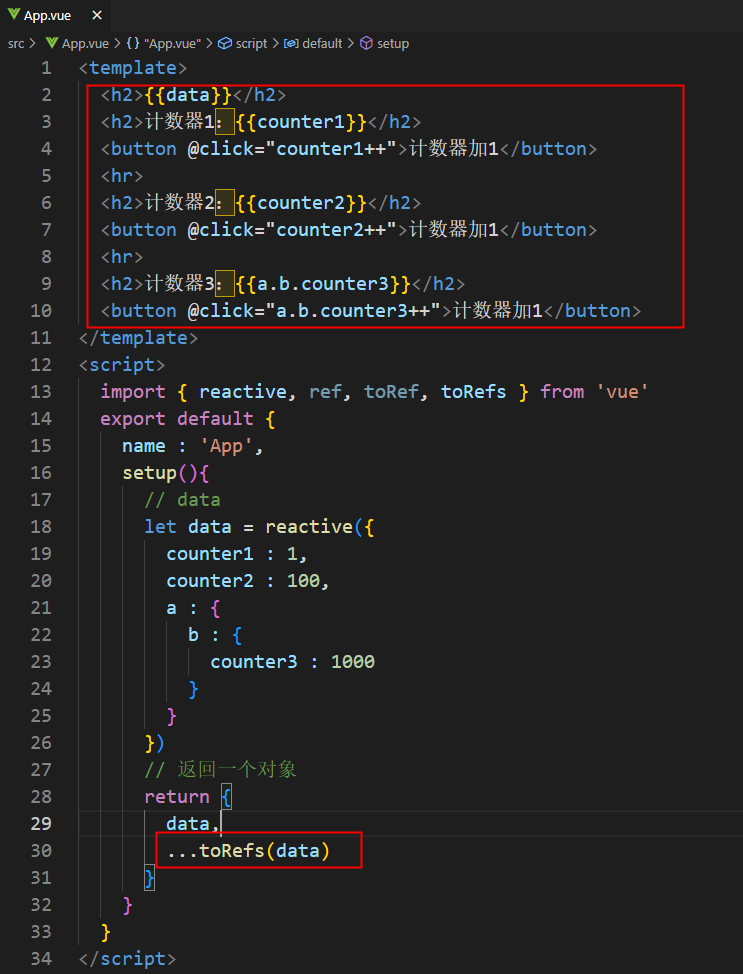 App.vue ×
src > App.vue > {} "App.vue" > script > default > setup
1 <template>
2 <h2>{{data}}</h2>
3 <h2>计数器1：{{counter1}}</h2>
4 <button @click="counter1++">计数器加1</button>
5 <hr>
6 <h2>计数器2：{{counter2}}</h2>
7 <button @click="counter2++">计数器加1</button>
8 <hr>
9 <h2>计数器3：{{a.b.counter3}}</h2>
10 <button @click="a.b.counter3++">计数器加1</button>
11 </template>
12 <script>
13 import { reactive, ref, toRef, toRefs } from 'vue'
14 export default {
15 name : 'App',
16 setup(){
17 // data
18 let data = reactive({
19 counter1 : 1,
20 counter2 : 100,
21 a : {
22 b : {
23 counter3 : 1000
24 }
25 }
26 })
27 // 返回一个对象
28 return {
29 data,
30 ...toRefs(data)
31 }
32 }
33 }
34 </script>